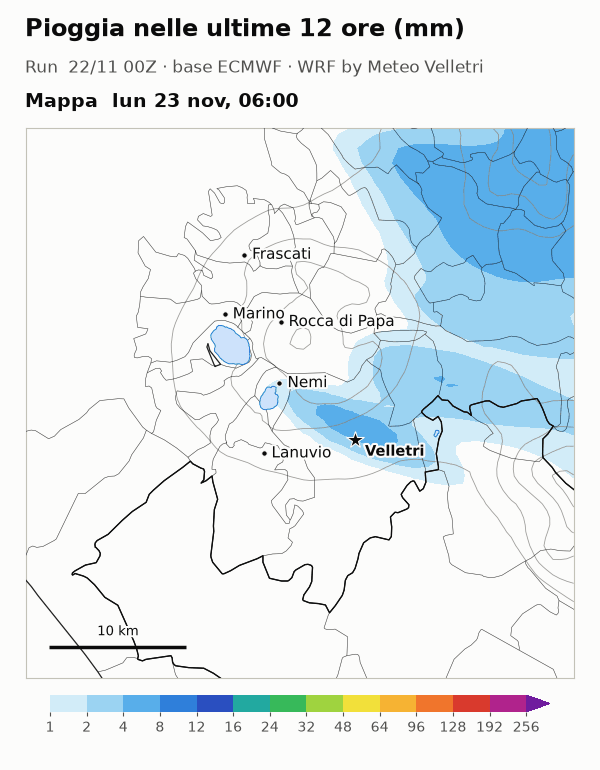 Pioggia nelle ultime 12 ore (mm)
Run  22/11 00Z · base ECMWF · WRF by Meteo Velletri
Mappa  lun 23 nov, 06:00
Frascati
Marino
Rocca di Papa
Nemi
Velletri
Lanuvio
10 km
1 2 4 8 12 16 24 32 48 64 96 128 192 256